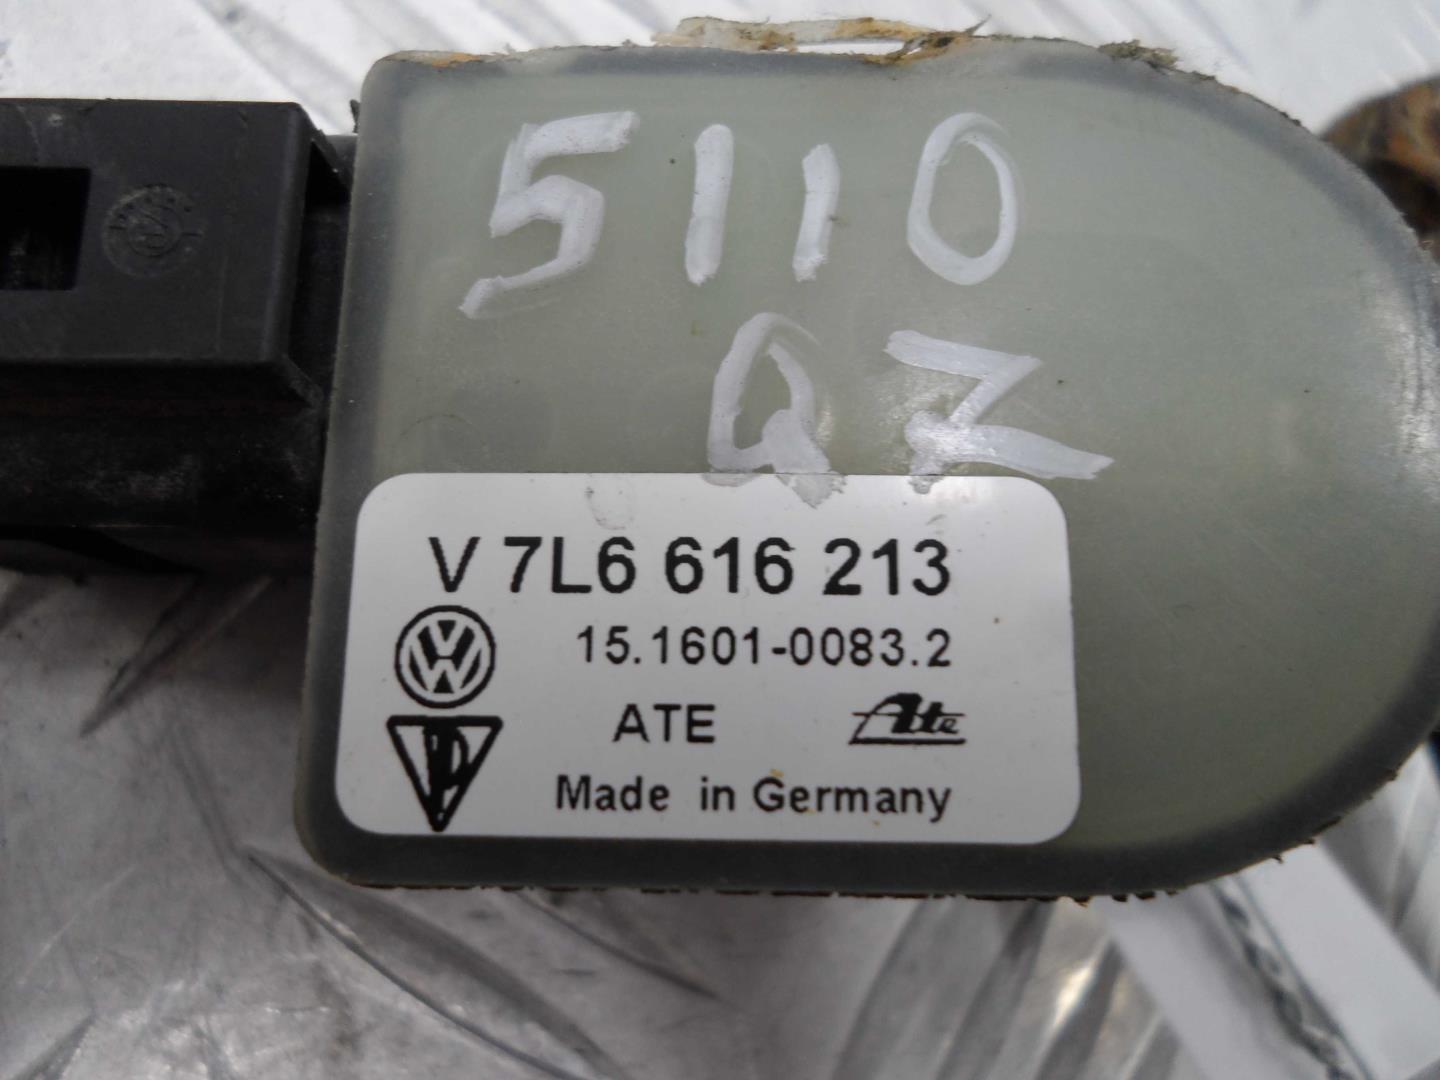 5110
QZ
V 7L6 616 213
15.1601-0083.2
ATE Ate
Made in Germany